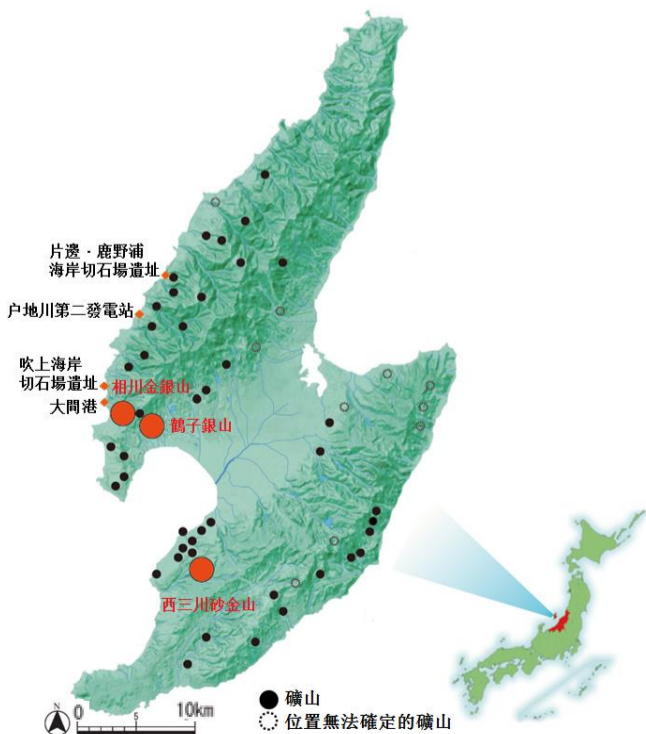 片邊・鹿野浦
海岸切石場遺址
户地川第二發電站
吹上海岸
切石場遺址
相川金銀山
大間港
鶴子銀山
西三川砂金山
N
0 5 10km
礦山
位置無法確定的礦山